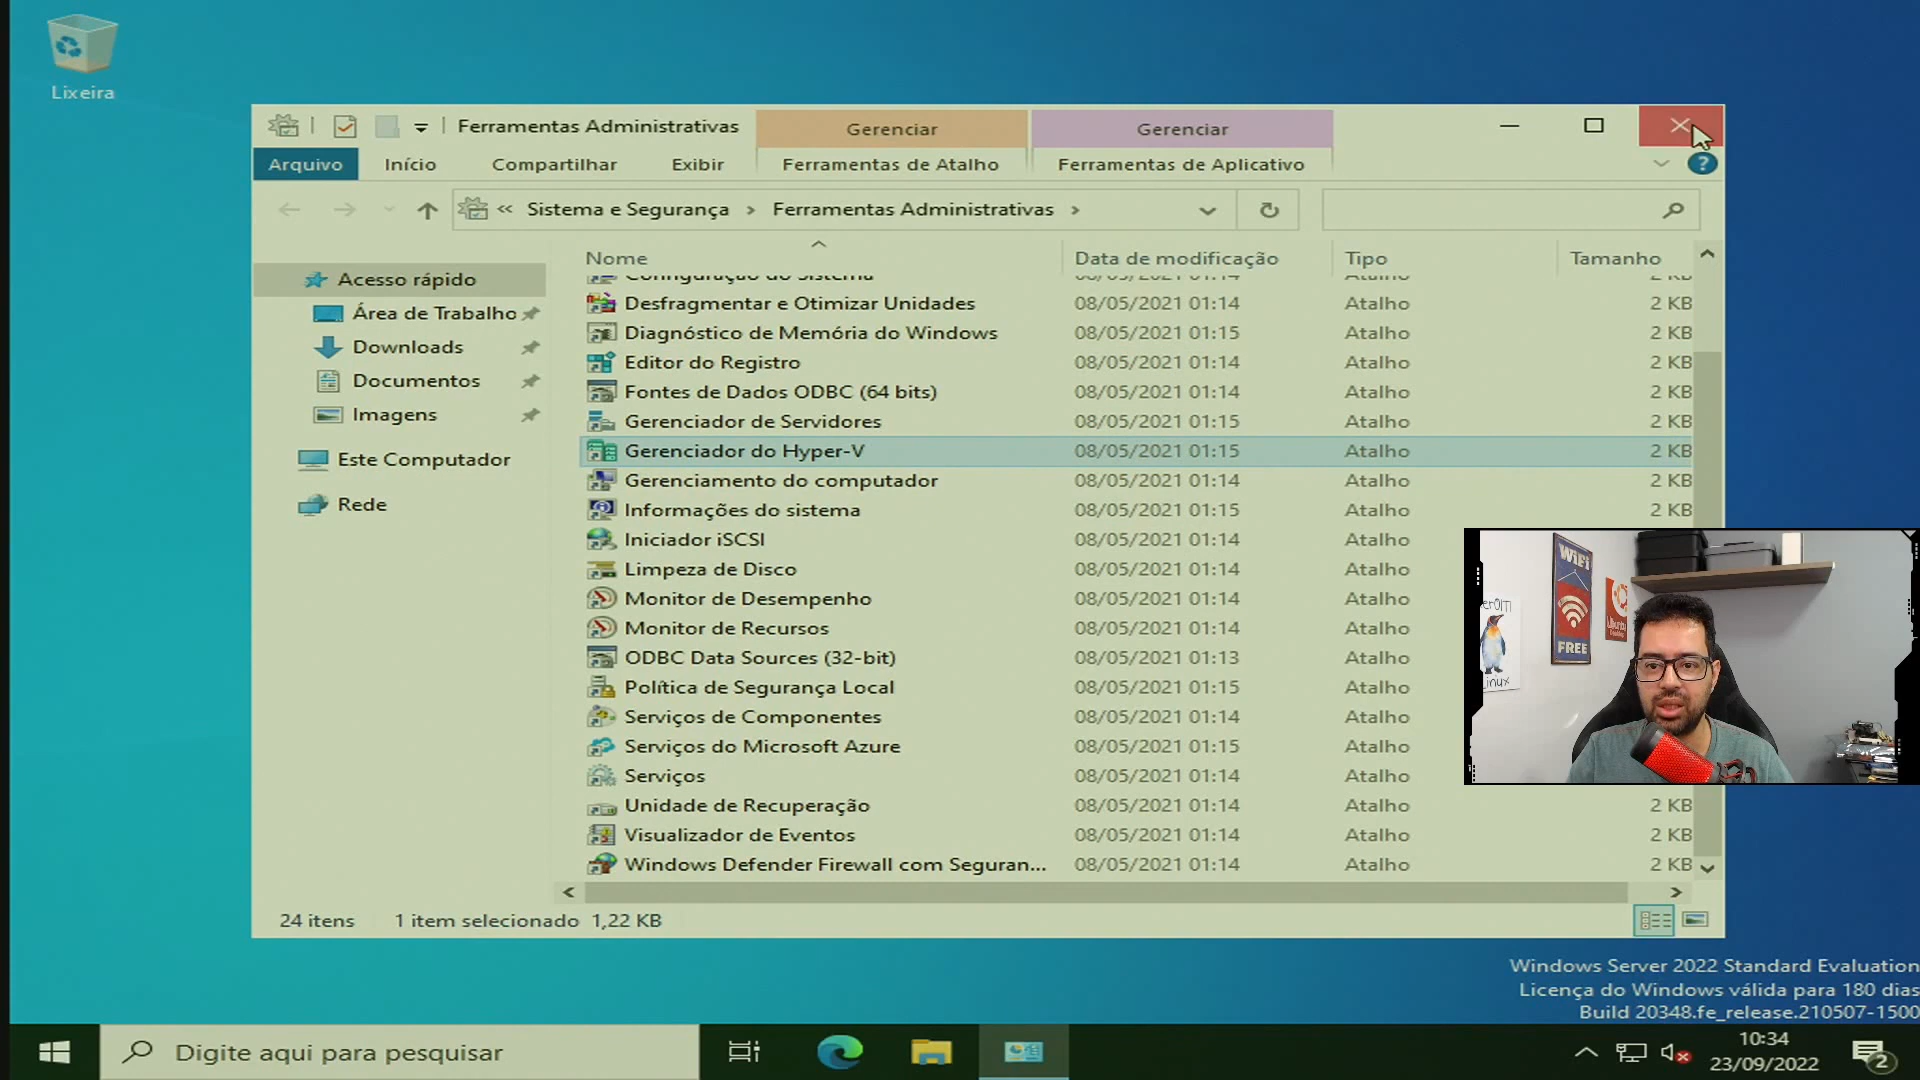 Lixeira
Ferramentas Administrativas
Gerenciar
Gerenciar
Arquivo
Início
Compartilhar
Exibir
Ferramentas de Atalho
Ferramentas de Aplicativo
« Sistema e Segurança > Ferramentas Administrativas >
Acesso rápido
Área de Trabalho
Downloads
Documentos
Imagens
Este Computador
Rede
Nome Data de modificação Tipo Tamanho
Configuração do Sistema 08/05/2021 01:14 Atalho 2 KB
Desfragmentar e Otimizar Unidades 08/05/2021 01:14 Atalho 2 KB
Diagnóstico de Memória do Windows 08/05/2021 01:15 Atalho 2 KB
Editor do Registro 08/05/2021 01:14 Atalho 2 KB
Fontes de Dados ODBC (64 bits) 08/05/2021 01:14 Atalho 2 KB
Gerenciador de Servidores 08/05/2021 01:15 Atalho 2 KB
Gerenciador do Hyper-V 08/05/2021 01:15 Atalho 2 KB
Gerenciamento do computador 08/05/2021 01:14 Atalho 2 KB
Informações do sistema 08/05/2021 01:15 Atalho 2 KB
Iniciador iSCSI 08/05/2021 01:14 Atalho
Limpeza de Disco 08/05/2021 01:14 Atalho
Monitor de Desempenho 08/05/2021 01:14 Atalho
Monitor de Recursos 08/05/2021 01:14 Atalho
ODBC Data Sources (32-bit) 08/05/2021 01:13 Atalho
Política de Segurança Local 08/05/2021 01:15 Atalho
Serviços de Componentes 08/05/2021 01:14 Atalho
Serviços do Microsoft Azure 08/05/2021 01:15 Atalho
Serviços 08/05/2021 01:14 Atalho
Unidade de Recuperação 08/05/2021 01:14 Atalho 2 KB
Visualizador de Eventos 08/05/2021 01:14 Atalho 2 KB
Windows Defender Firewall com Seguran... 08/05/2021 01:14 Atalho 2 KB
24 itens 1 item selecionado 1,22 KB
WiFi
FREE
Ubuntu
Linux
Windows Server 2022 Standard Evaluation
Licença do Windows válida para 180 dias
Build 20348.fe_release.210507-1500
Digite aqui para pesquisar
10:34
23/09/2022
2